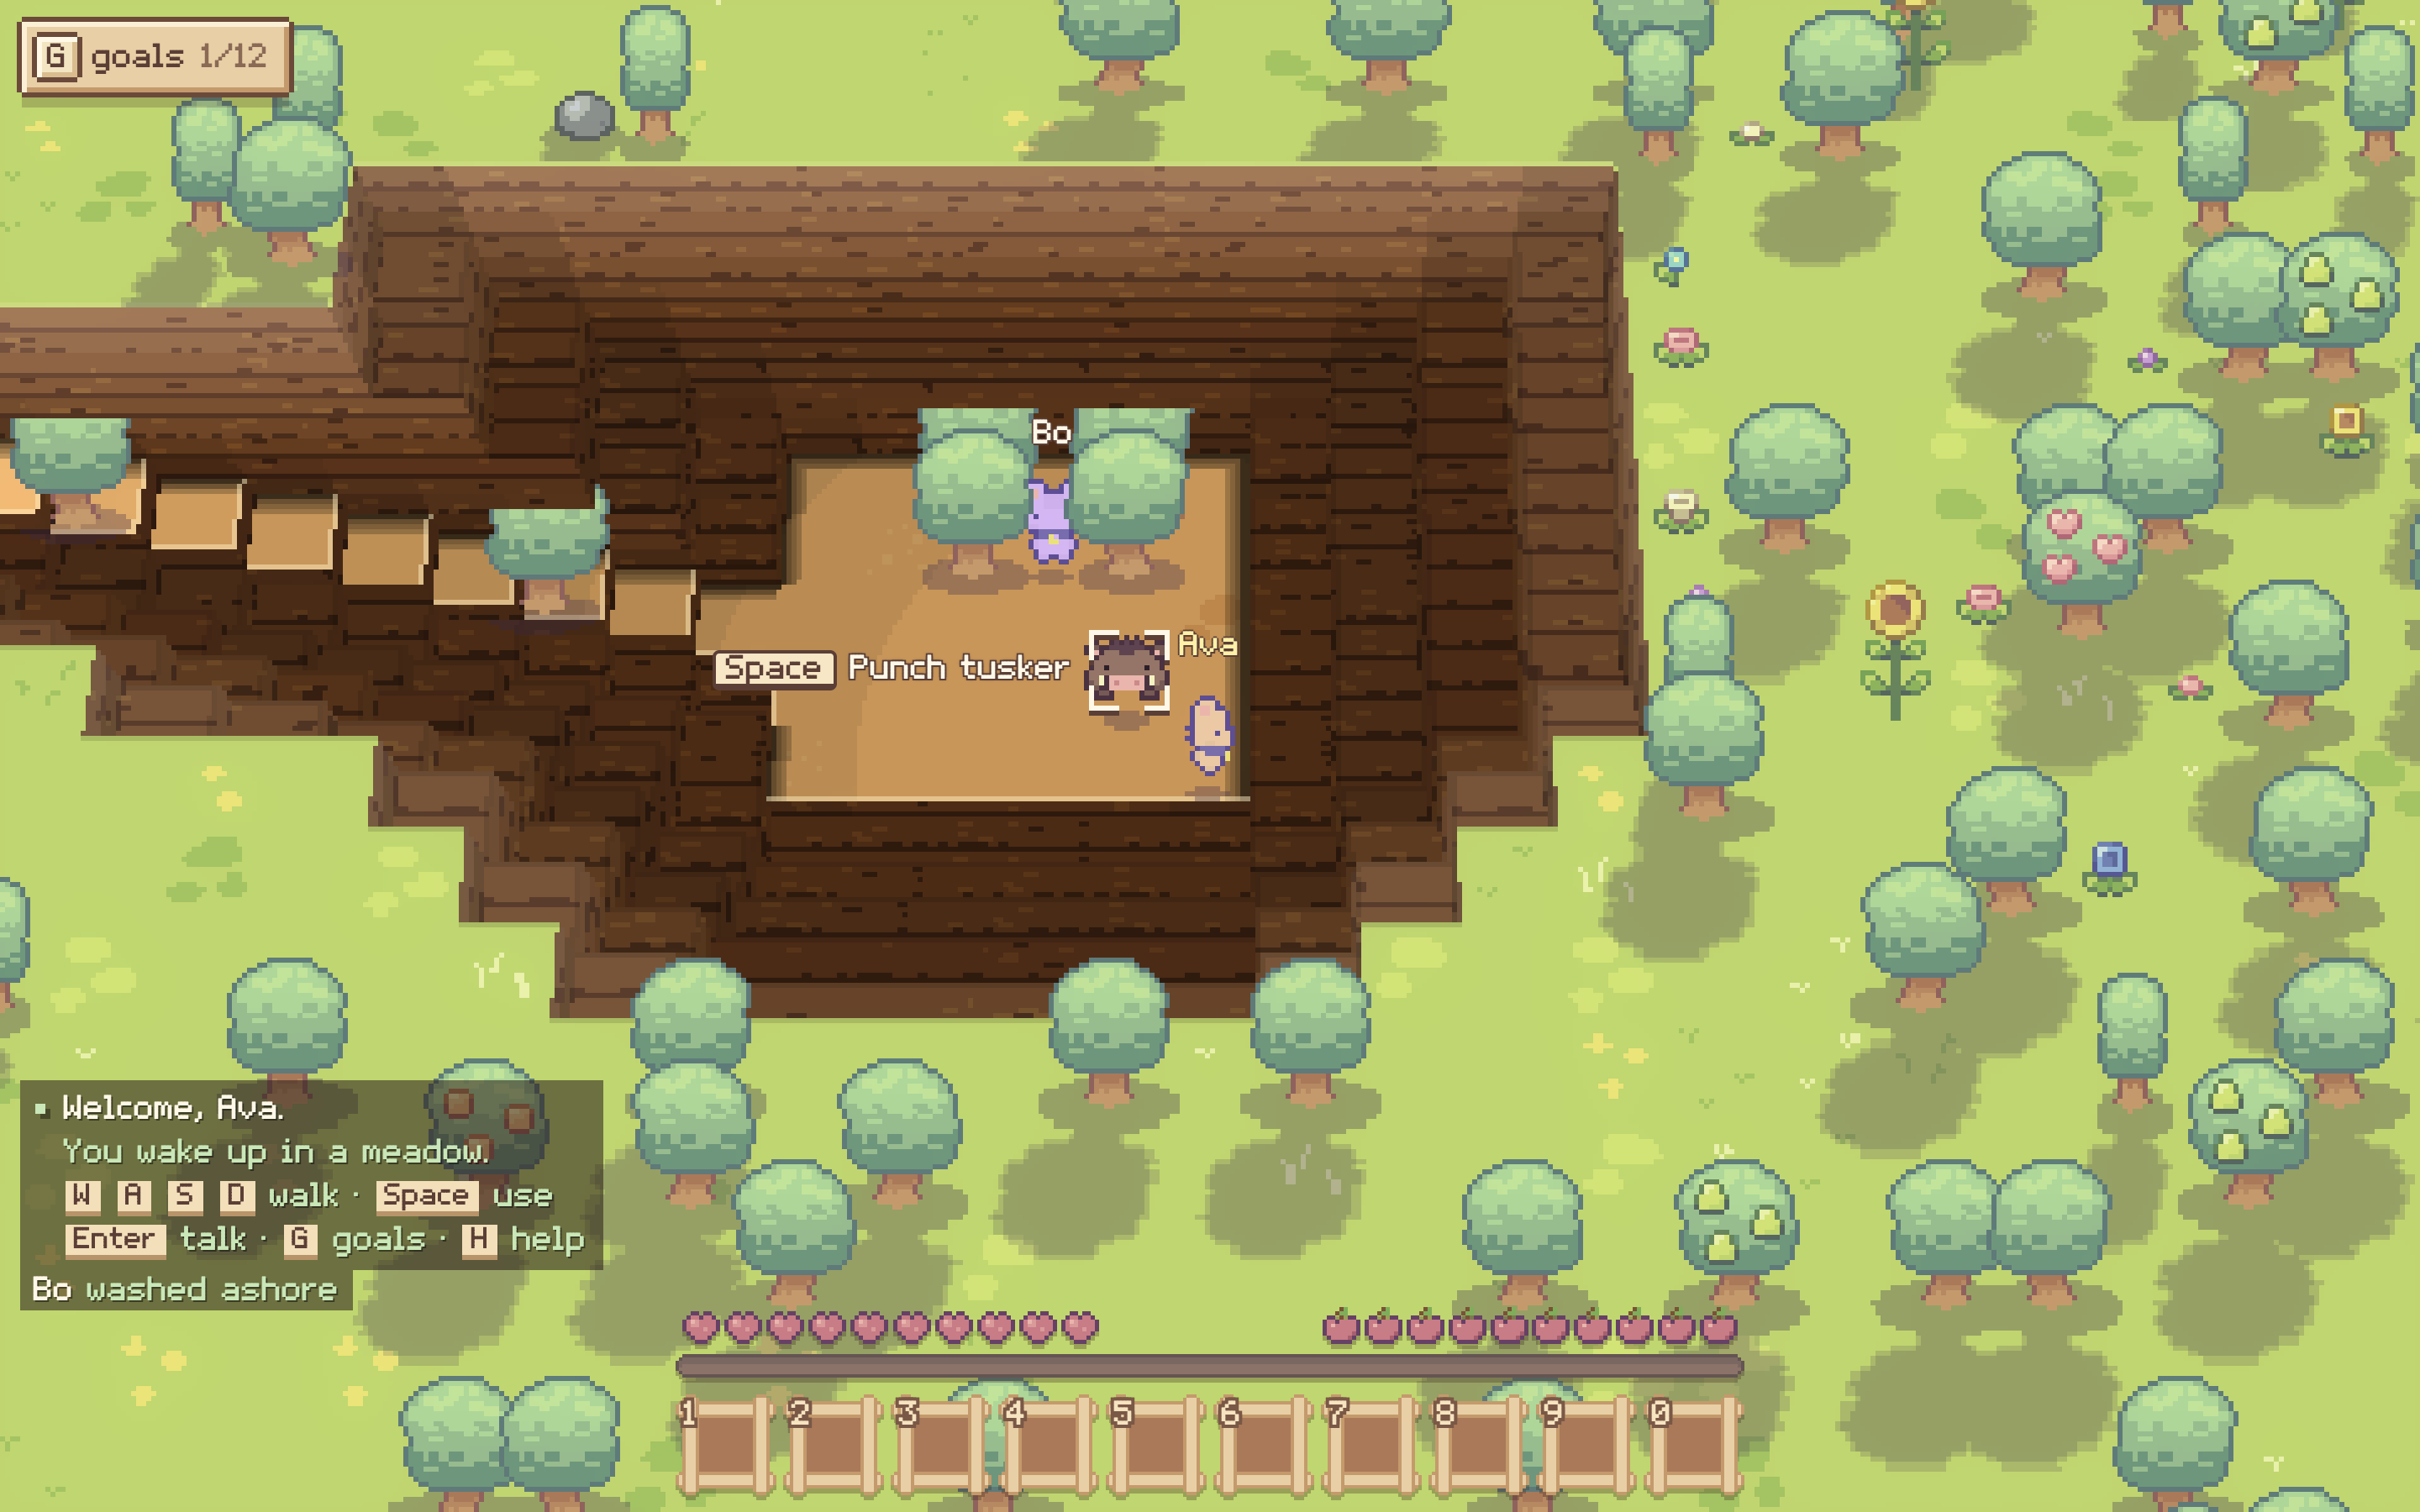 G goals 1/12
Bo
Ava
Space Punch tusker
Welcome, Ava.
You wake up in a meadow.
W A S D walk · Space use
Enter talk · G goals · H help
Bo washed ashore
1 2 3 4 5 6 7 8 9 0